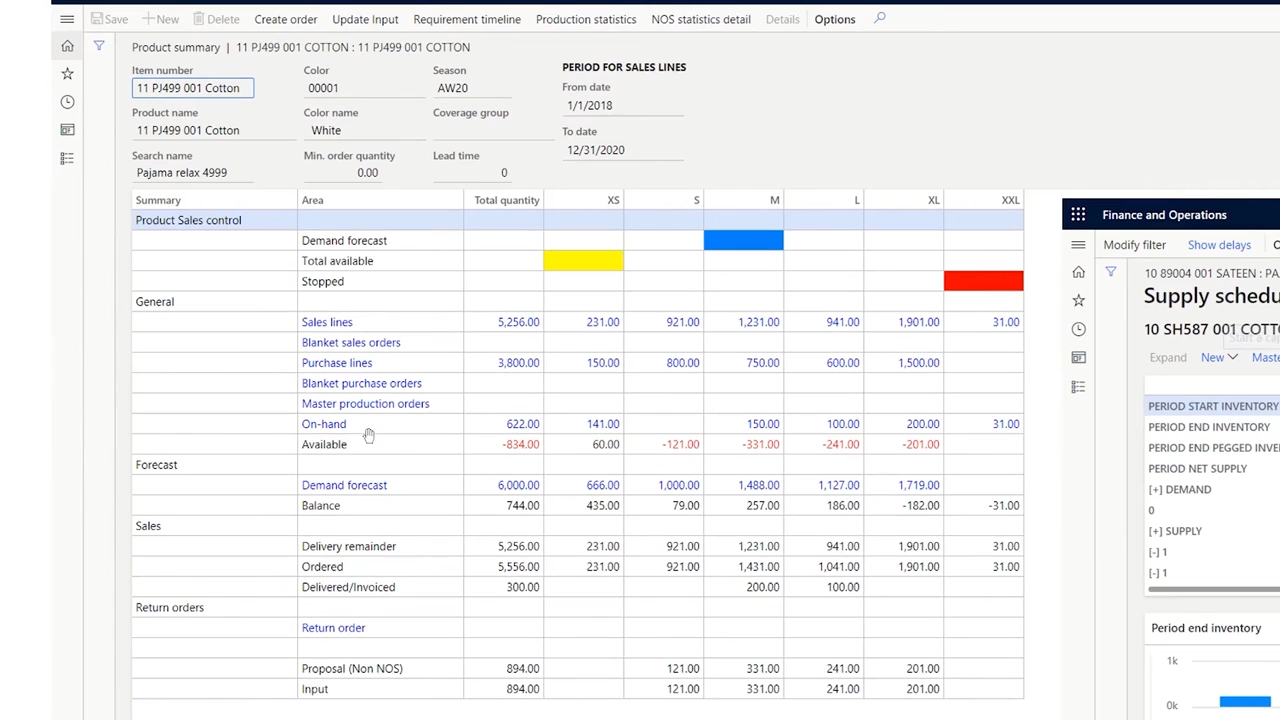 Save New Delete Create order Update Input Requirement timeline Production statistics NOS statistics detail Details Options
Product summary | 11 PJ499 001 COTTON : 11 PJ499 001 COTTON
Item number Color Season PERIOD FOR SALES LINES
11 PJ499 001 Cotton 00001 AW20 From date
1/1/2018
Product name Color name Coverage group
11 PJ499 001 Cotton White To date
12/31/2020
Search name Min. order quantity Lead time
Pajama relax 4999 0.00 0
Summary Area Total quantity XS S M L XL XXL
Product Sales control
Demand forecast
Total available
Stopped
General
Sales lines 5,256.00 231.00 921.00 1,231.00 941.00 1,901.00 31.00
Blanket sales orders
Purchase lines 3,800.00 150.00 800.00 750.00 600.00 1,500.00
Blanket purchase orders
Master production orders
On-hand 622.00 141.00 150.00 100.00 200.00 31.00
Available -834.00 60.00 -121.00 -331.00 -241.00 -201.00
Forecast
Demand forecast 6,000.00 666.00 1,000.00 1,488.00 1,127.00 1,719.00
Balance 744.00 435.00 79.00 257.00 186.00 -182.00 -31.00
Sales
Delivery remainder 5,256.00 231.00 921.00 1,231.00 941.00 1,901.00 31.00
Ordered 5,556.00 231.00 921.00 1,431.00 1,041.00 1,901.00 31.00
Delivered/Invoiced 300.00 200.00 100.00
Return orders
Return order
Proposal (Non NOS) 894.00 121.00 331.00 241.00 201.00
Input 894.00 121.00 331.00 241.00 201.00
Finance and Operations
Modify filter Show delays
10 89004 001 SATEEN : PA
Supply schedu
10 SH587 001 COTT
Expand New Maste
PERIOD START INVENTORY
PERIOD END INVENTORY
PERIOD END PEGGED INVE
PERIOD NET SUPPLY
[+] DEMAND
0
[+] SUPPLY
[-] 1
[-] 1
Period end inventory
1k
0k